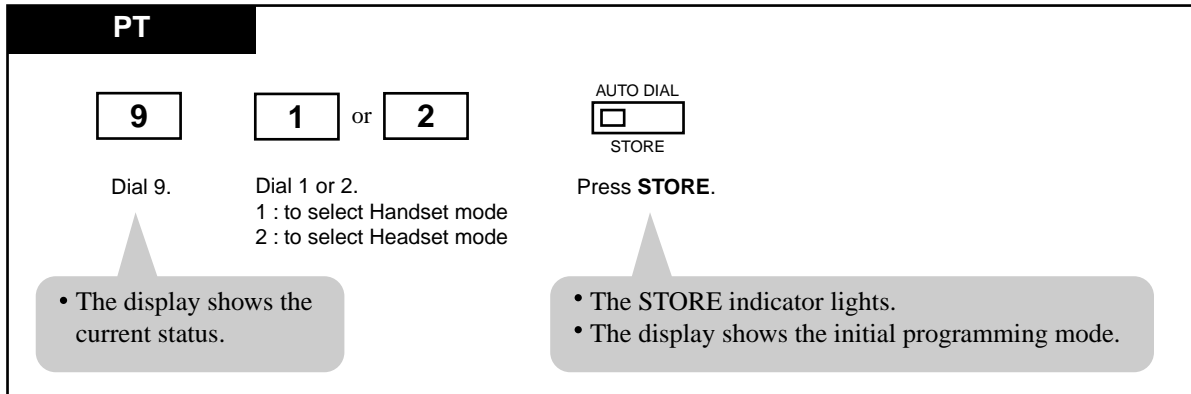 PT
9
1 or 2
AUTO DIAL
STORE
Dial 9.
Dial 1 or 2.
1 : to select Handset mode
2 : to select Headset mode
Press STORE.
• The display shows the
current status.
• The STORE indicator lights.
• The display shows the initial programming mode.